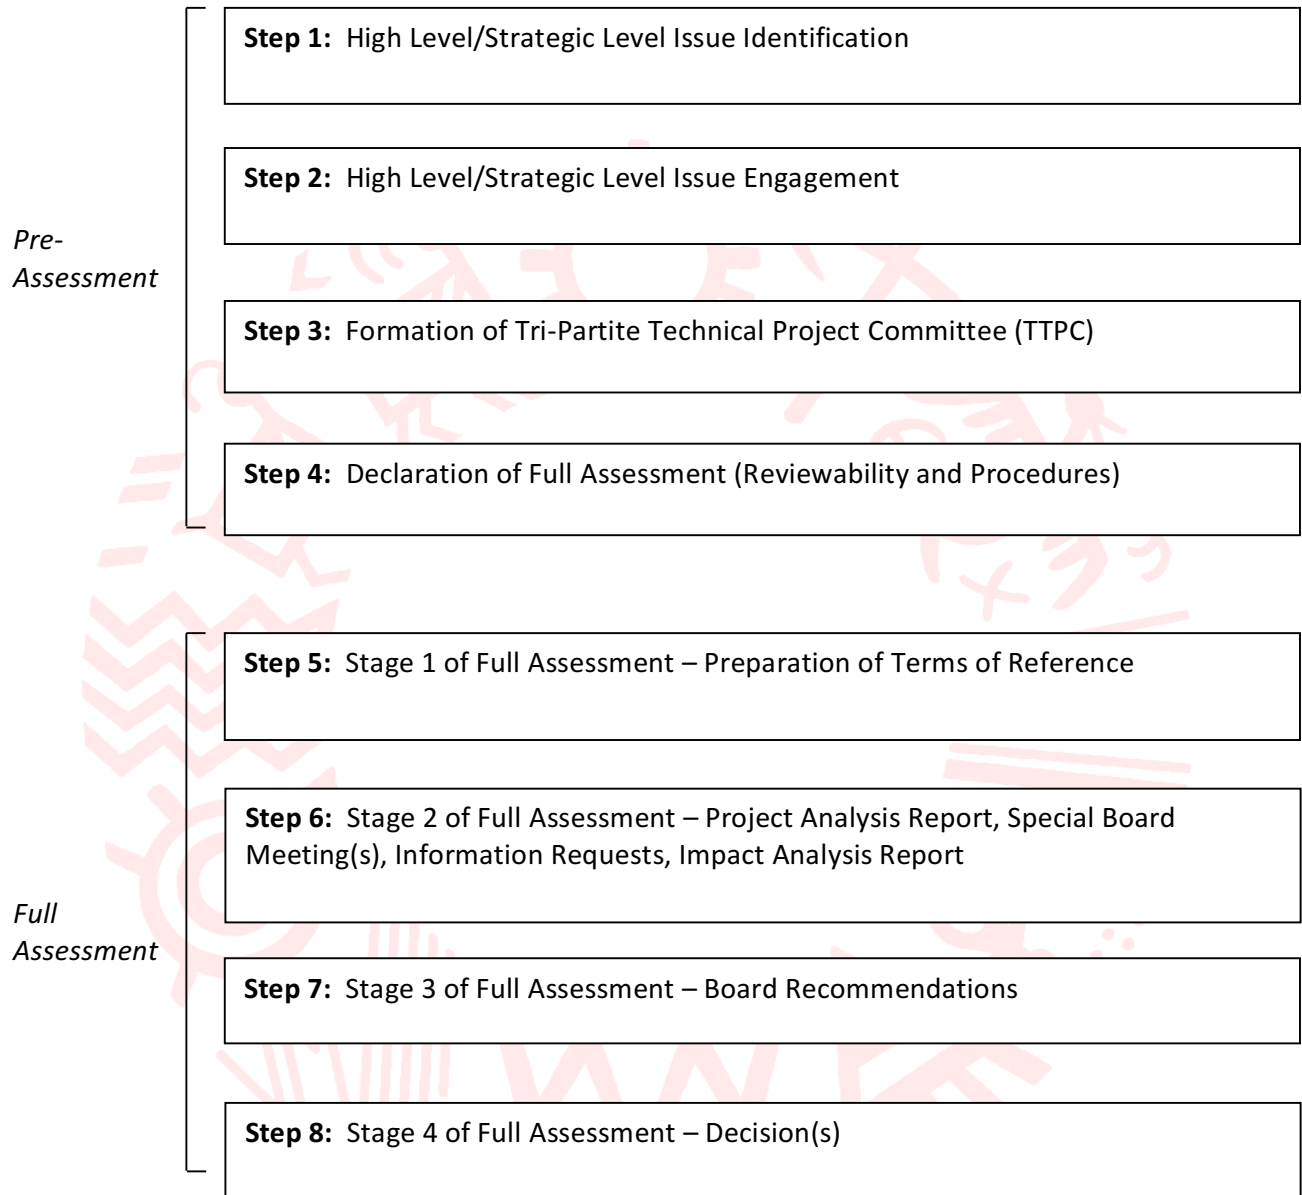 Step 1: High Level/Strategic Level Issue Identification
Step 2: High Level/Strategic Level Issue Engagement
Pre-
Assessment
Step 3: Formation of Tri-Partite Technical Project Committee (TTPC)
Step 4: Declaration of Full Assessment (Reviewability and Procedures)
Step 5: Stage 1 of Full Assessment – Preparation of Terms of Reference
Step 6: Stage 2 of Full Assessment – Project Analysis Report, Special Board
Meeting(s), Information Requests, Impact Analysis Report
Full
Assessment
Step 7: Stage 3 of Full Assessment – Board Recommendations
Step 8: Stage 4 of Full Assessment – Decision(s)